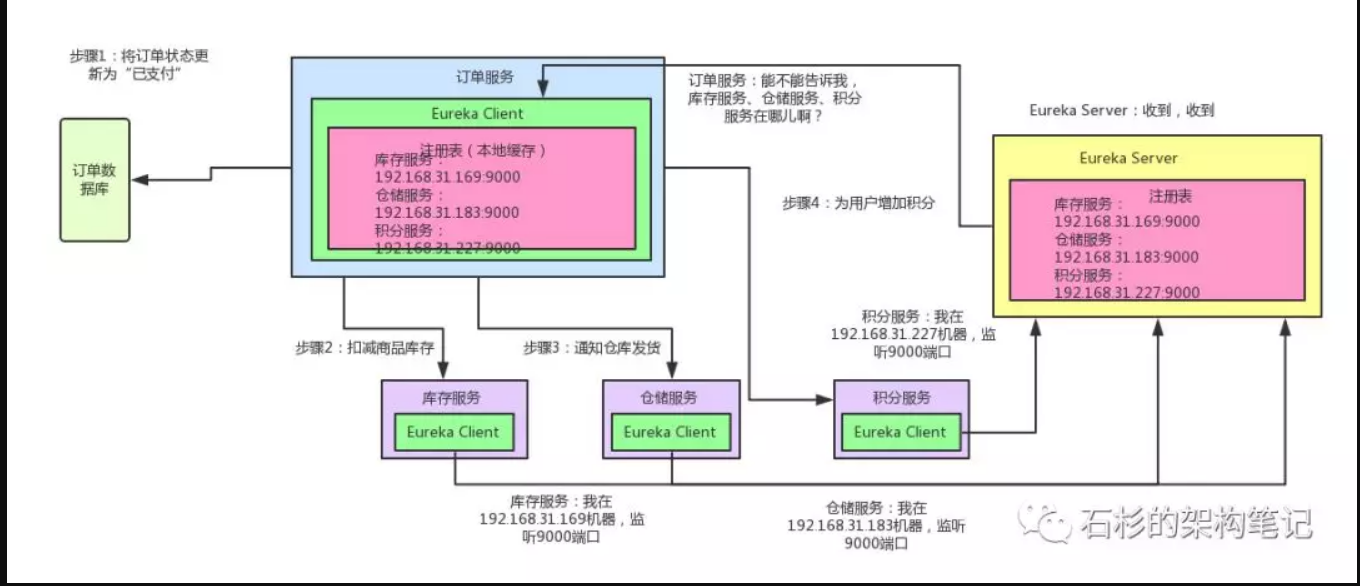 步骤1：将订单状态更
新为“已支付”
订单服务
订单服务：能不能告诉我，
库存服务、仓储服务、积分
服务在哪儿啊？
Eureka Server：收到，收到
Eureka Client
注册表（本地缓存）
库存服务：
192.168.31.169:9000
仓储服务：
192.168.31.183:9000
积分服务：
192.168.31.227:9000
订单数
据库
Eureka Server
注册表
库存服务：
192.168.31.169:9000
仓储服务：
192.168.31.183:9000
积分服务：
192.168.31.227:9000
步骤4：为用户增加积分
积分服务：我在
192.168.31.227机器，监
听9000端口
步骤2：扣减商品库存
步骤3：通知仓库发货
库存服务
Eureka Client
仓储服务
Eureka Client
积分服务
Eureka Client
库存服务：我在
192.168.31.169机器，监
听9000端口
仓储服务：我在
192.168.31.183机器，监听
9000端口
石杉的架构笔记